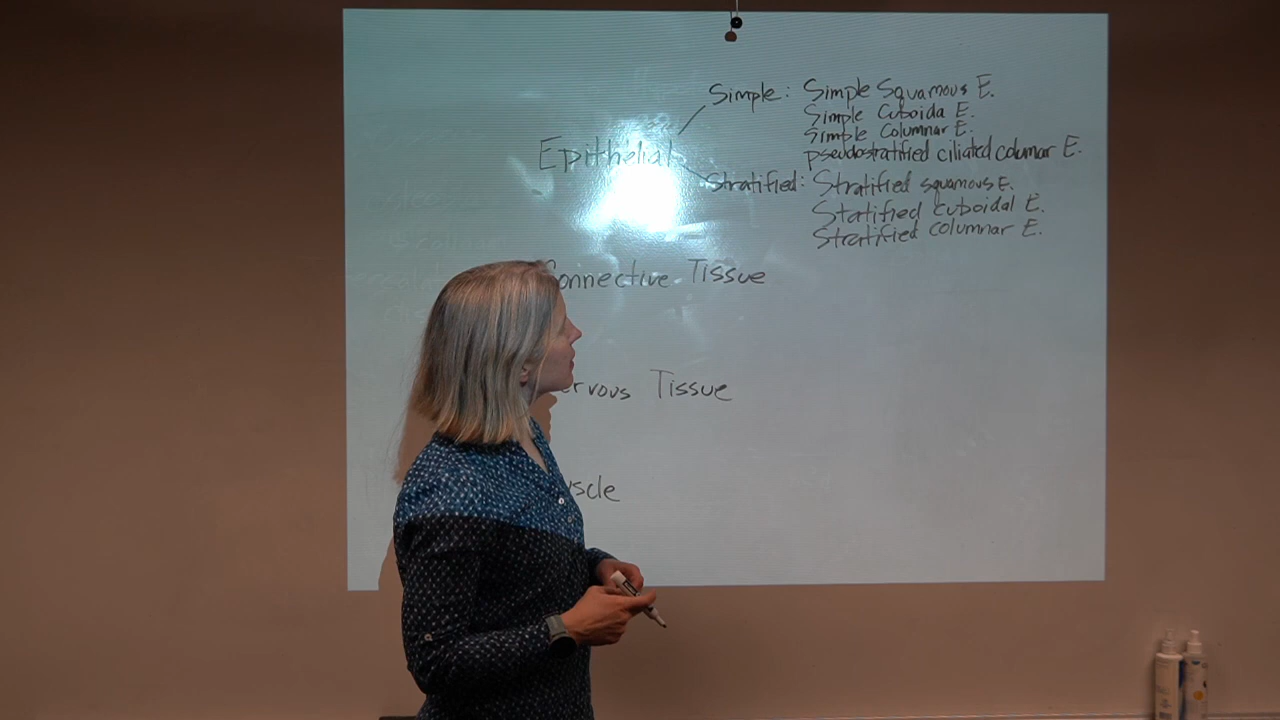 Simple: Simple Squamous E.
Simple Cuboida E.
Simple Columnar E.
Epithelial
pseudostratified ciliated columar E.
Stratified: Stratified squamous E.
Statified cuboidal E.
Stratified columnar E.
Connective Tissue
ervous Tissue
uscle